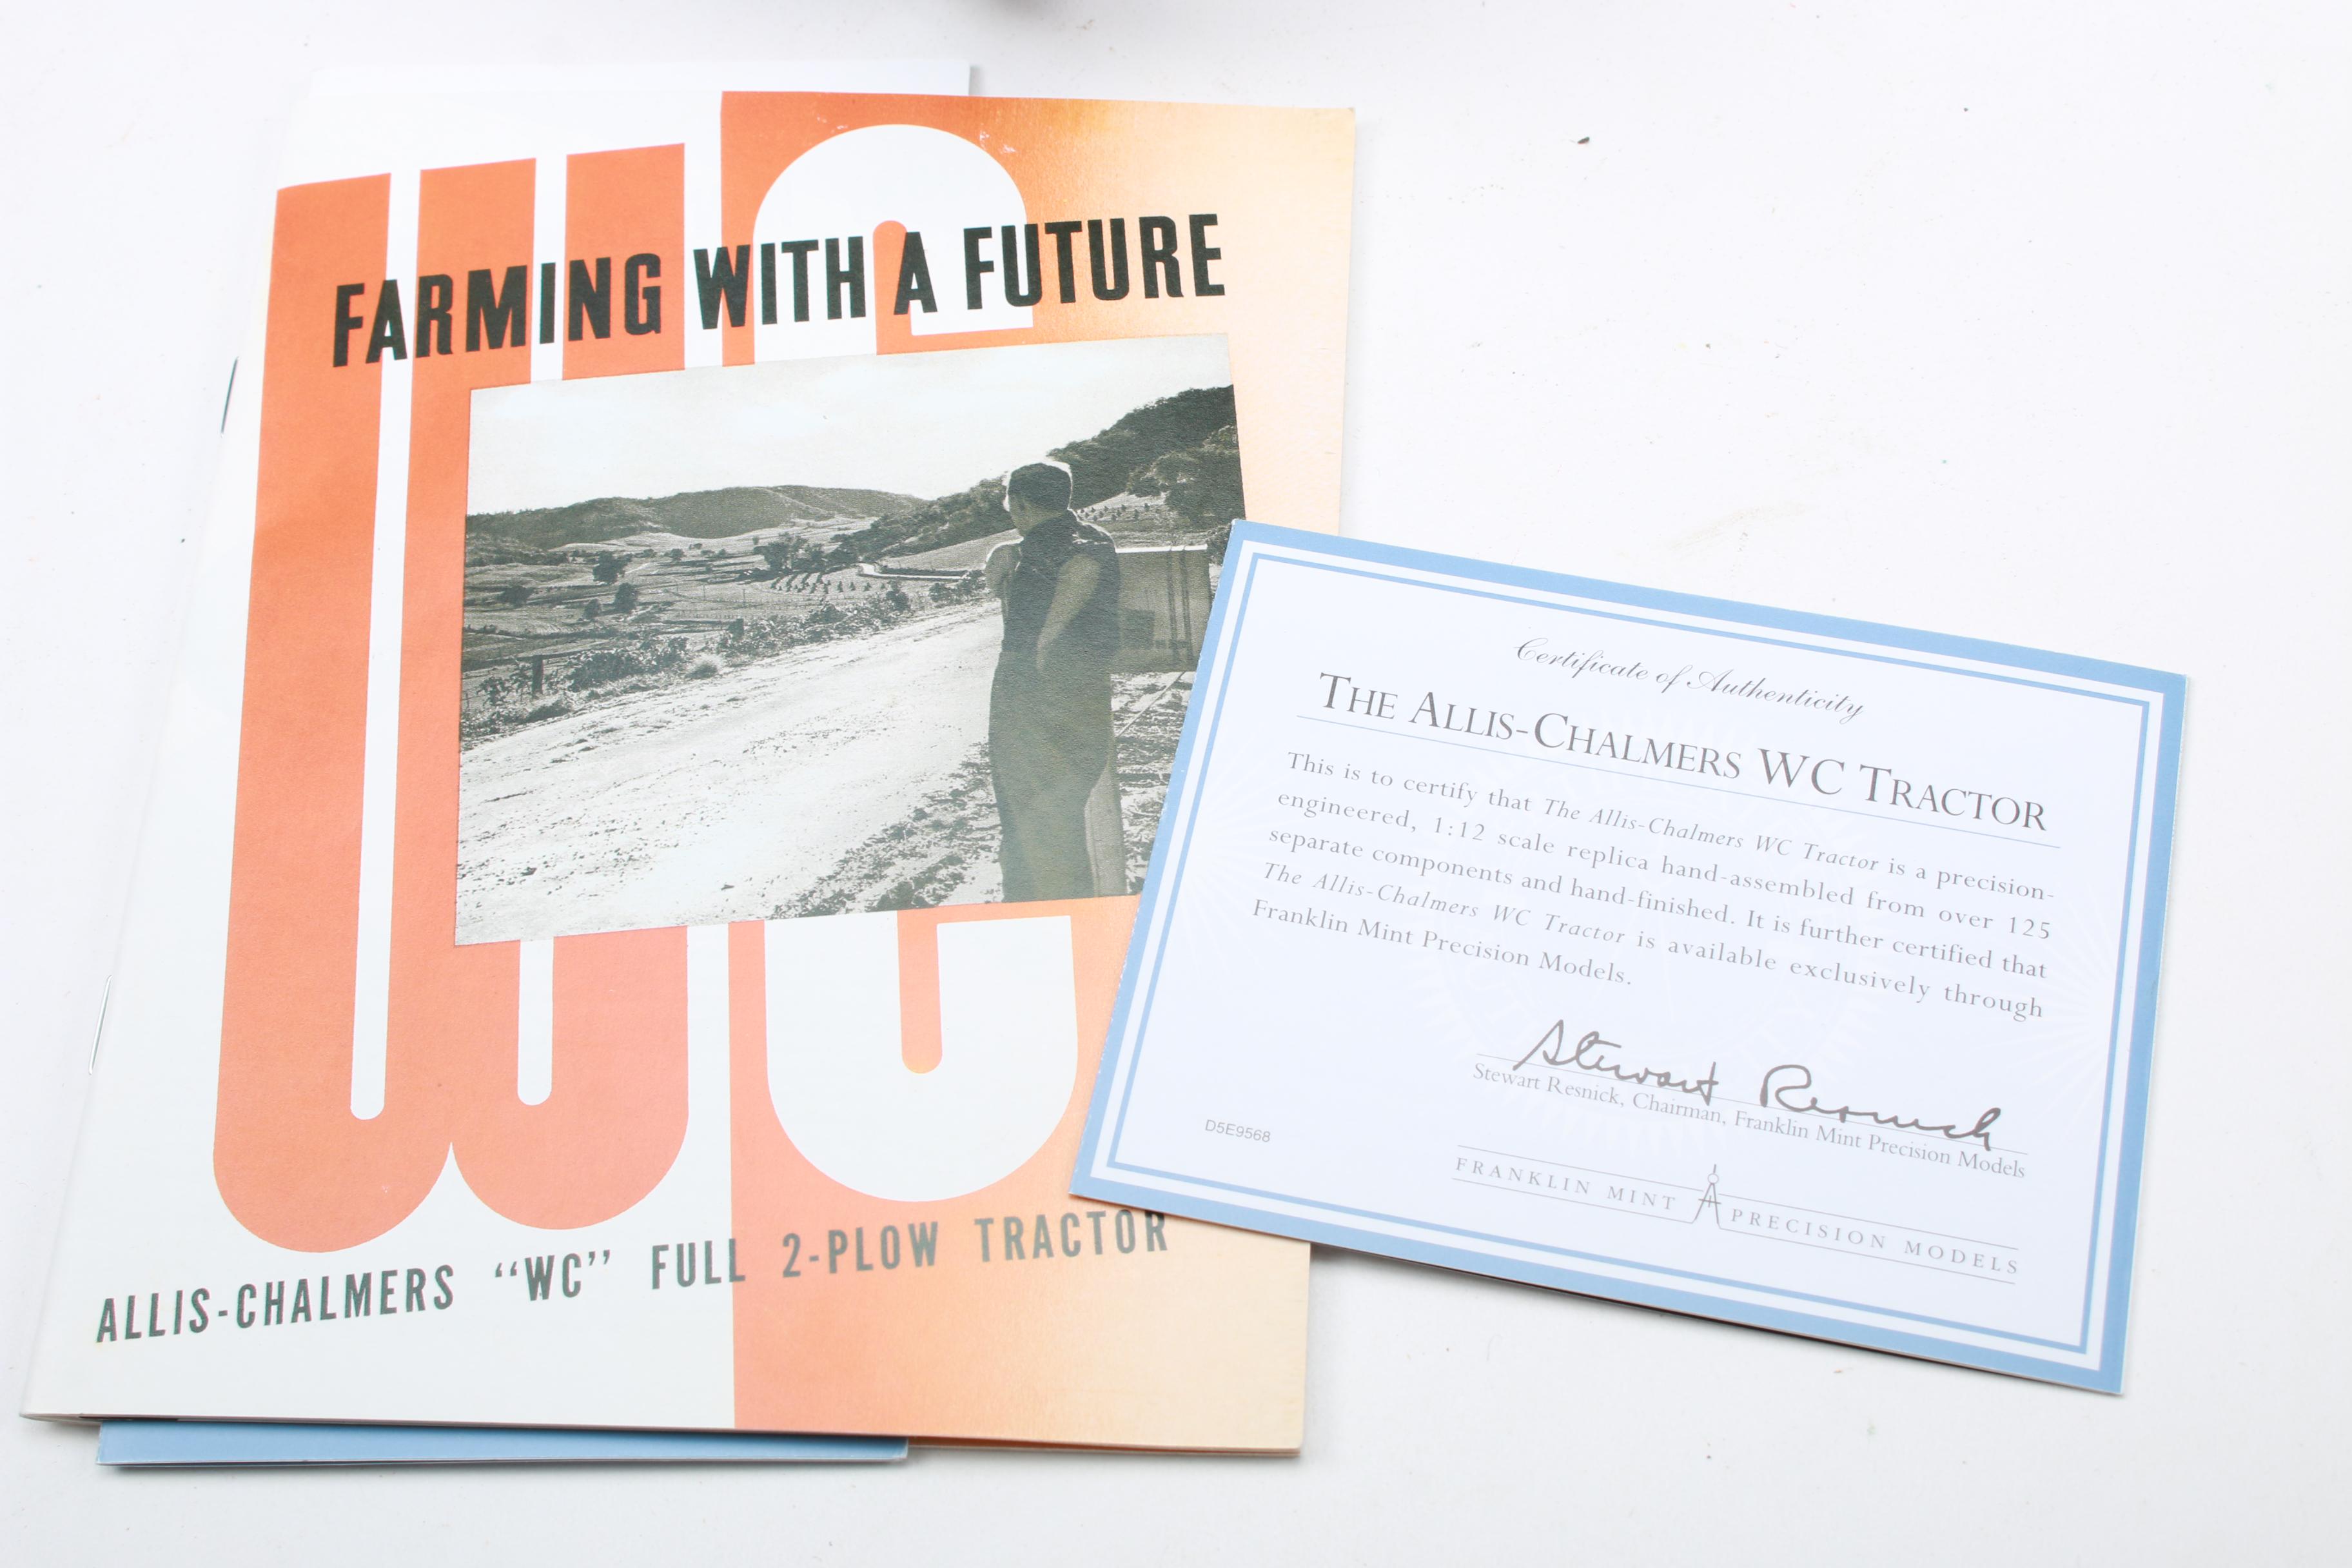 WC
FARMING WITH A FUTURE
ALLIS-CHALMERS “WC” FULL 2-PLOW TRACTOR
Certificate of Authenticity
THE ALLIS-CHALMERS WC TRACTOR
This is to certify that The Allis-Chalmers WC Tractor is a precision-
engineered, 1:12 scale replica hand-assembled from over 125
separate components and hand-finished. It is further certified that
The Allis-Chalmers WC Tractor is available exclusively through
Franklin Mint Precision Models.
Stewart Resnick
Stewart Resnick, Chairman, Franklin Mint Precision Models
D5E9568
FRANKLIN MINT PRECISION MODELS